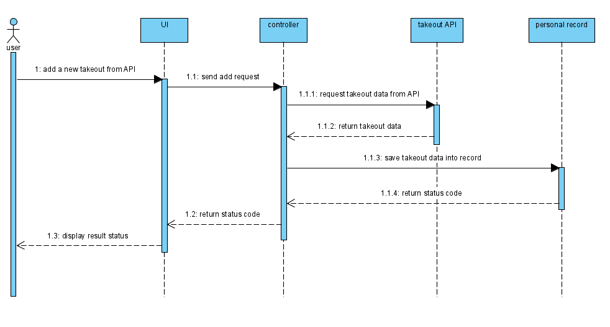 UI
controller
takeout API
personal record
user
1: add a new takeout from API
1.1: send add request
1.1.1: request takeout data from API
1.1.2: return takeout data
1.1.3: save takeout data into record
1.1.4: return status code
1.2: return status code
1.3: display result status